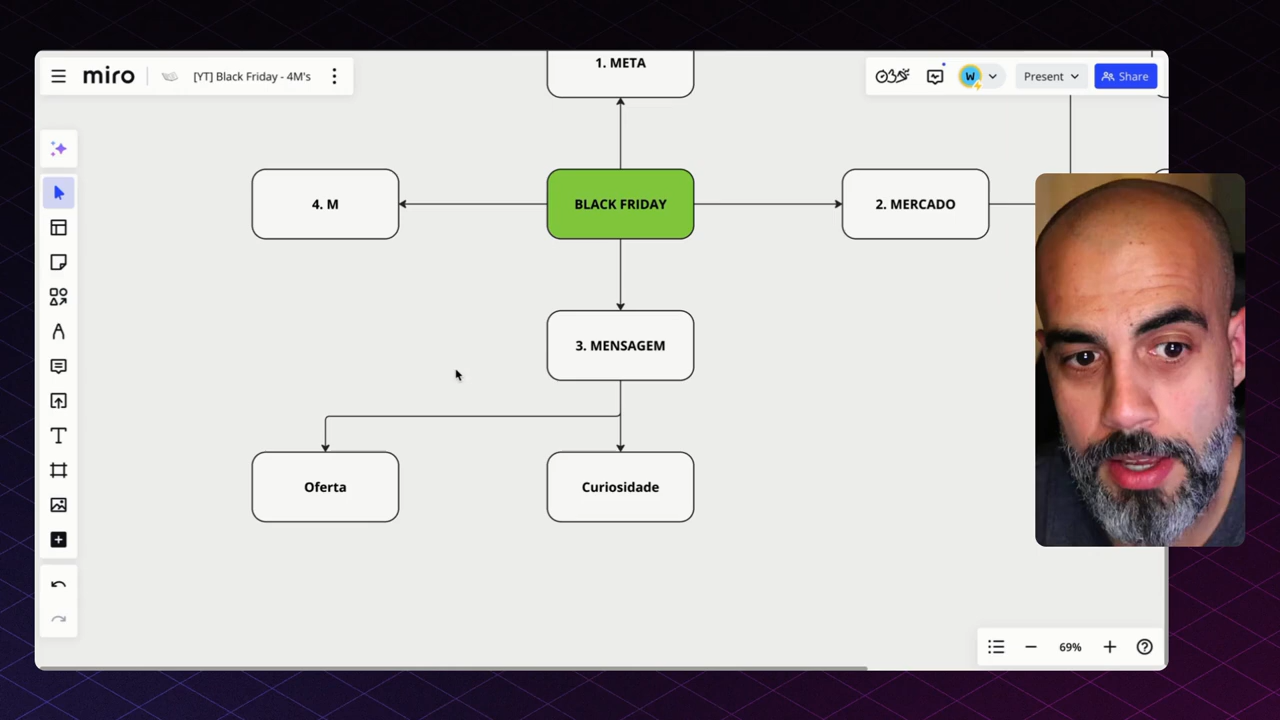 1. META
miro
[YT] Black Friday - 4M's
W
Present
Share
4. M
BLACK FRIDAY
2. MERCADO
3. MENSAGEM
Oferta
Curiosidade
69%